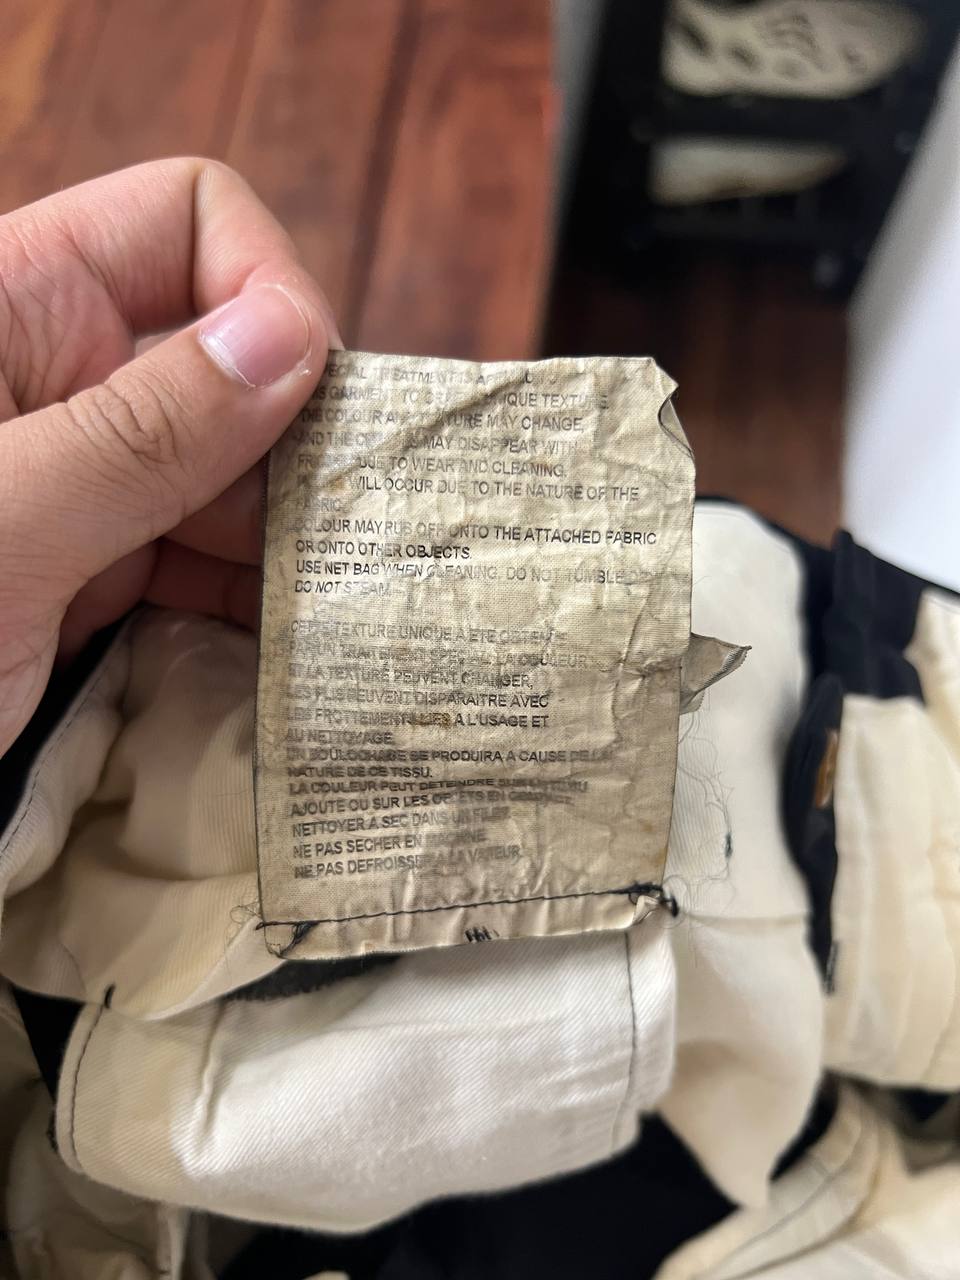 SPECIAL TREATMENT IS
THIS GARMENT TO UNIQUE TEXTURE.
THE COLOUR AND TEXTURE MAY CHANGE,
AND THE MAY DISAPPEAR WITH
DUE TO WEAR AND CLEANING.
WILL OCCUR DUE TO THE NATURE OF THE
FABRIC.
COLOUR MAY RUB OFF ONTO THE ATTACHED FABRIC
OR ONTO OTHER OBJECTS.
USE NET BAG WHEN CLEANING. DO NOT TUMBLE DRY
DO NOT STEAM.
CETTE TEXTURE UNIQUE A ETE OBTENUE
PAR UN TRAITEMENT SPECIAL. LA COULEUR
ET LA TEXTURE PEUVENT CHANGER,
LES PLIS PEUVENT DISPARAITRE AVEC
LES FROTTEMENTS LIES A L'USAGE ET
AU NETTOYAGE.
UN BOULOCHAGE SE PRODUIRA A CAUSE DE LA
NATURE DE CE TISSU.
LA COULEUR PEUT DETEINDRE SUR LE TISSU
AJOUTE OU SUR LES OBJETS EN
NETTOYER A SEC DANS UN FILET.
NE PAS SECHER EN MACHINE.
NE PAS DEFROISSER A LA VAPEUR.